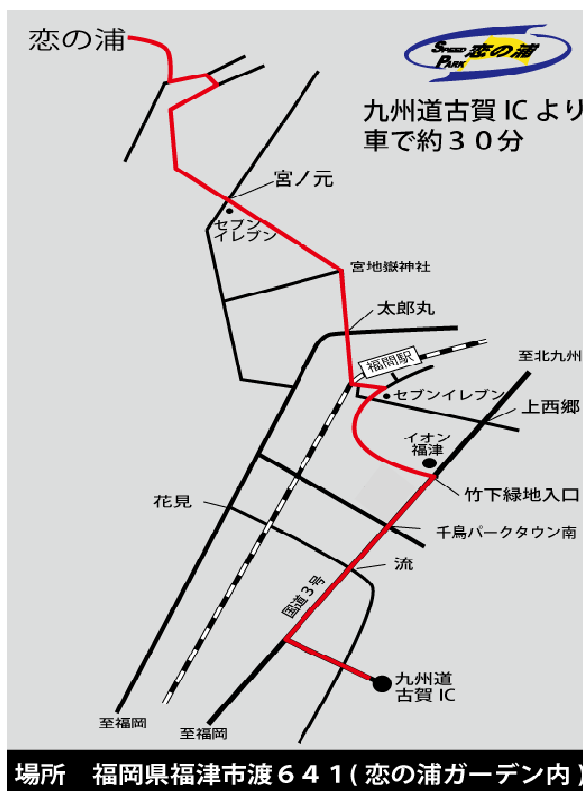 恋の浦
SPEED PARK 恋の浦
九州道古賀ICより
車で約３０分
宮ノ元
セブン
イレブン
宮地嶽神社
太郎丸
福間駅
至北九州
セブンイレブン
上西郷
イオン
福津
竹下緑地入口
花見
千鳥パークタウン南
流
国道３号
九州道
古賀IC
至福岡
至福岡
場所　福岡県福津市渡６４１(恋の浦ガーデン内)